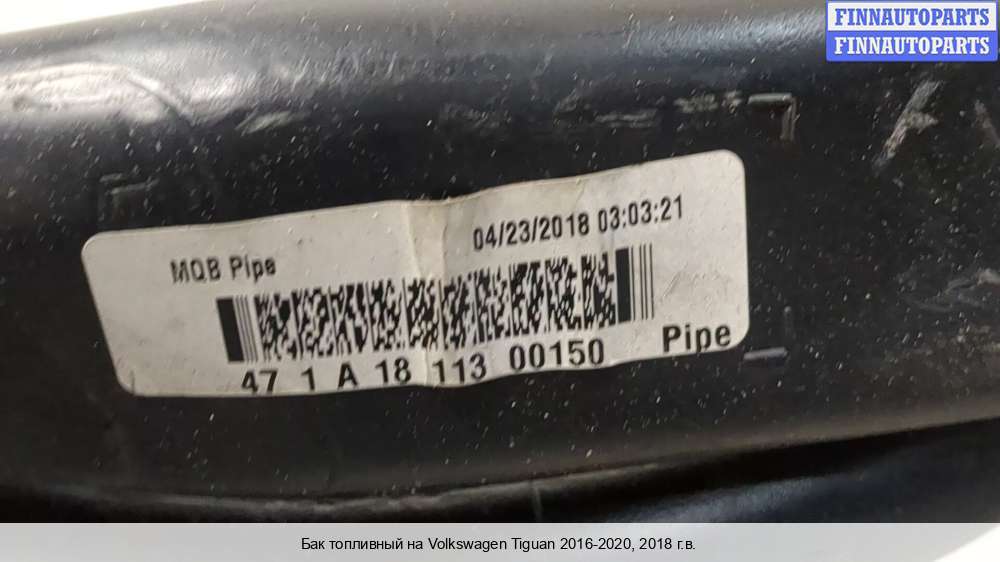 FINNAUTOPARTS
FINNAUTOPARTS
MQB Pipe
04/23/2018 03:03:21
47 1 A 18 113 00150
Pipe
Бак топливный на Volkswagen Tiguan 2016-2020, 2018 г.в.